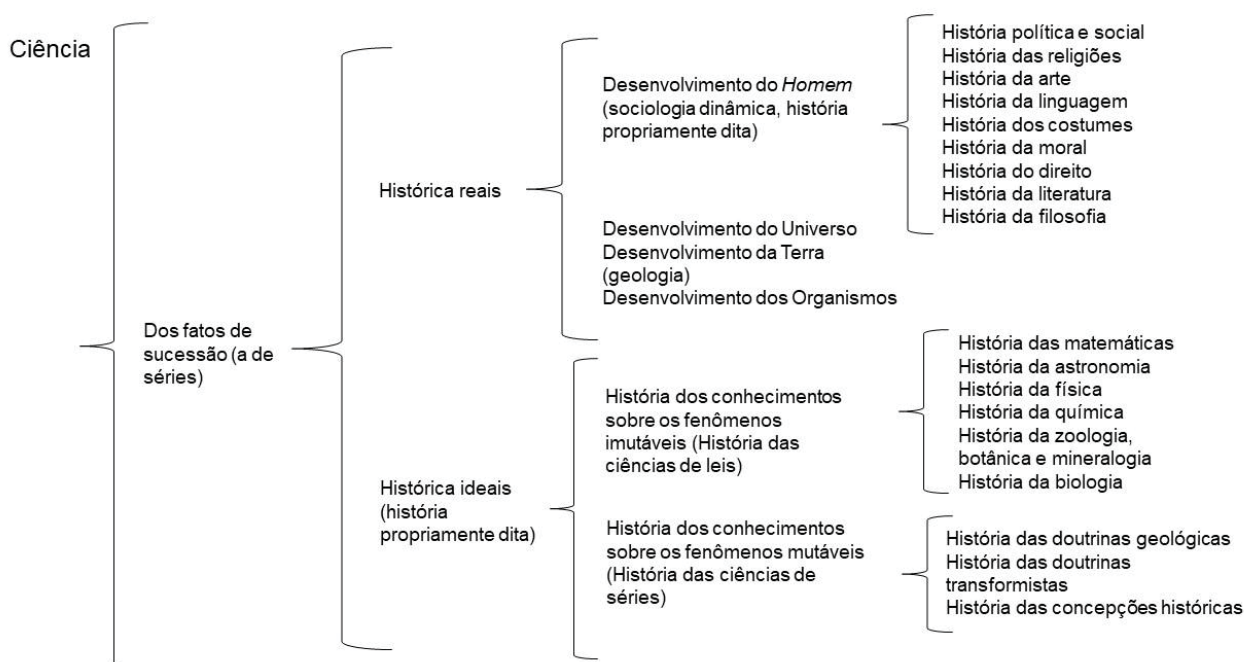 Ciência
Dos fatos de
sucessão (a de
séries)
Histórica reais
Desenvolvimento do Homem
(sociologia dinâmica, história
propriamente dita)
História política e social
História das religiões
História da arte
História da linguagem
História dos costumes
História da moral
História do direito
História da literatura
História da filosofia
Desenvolvimento do Universo
Desenvolvimento da Terra
(geologia)
Desenvolvimento dos Organismos
Histórica ideais
(história
propriamente dita)
História dos conhecimentos
sobre os fenômenos
imutáveis (História das
ciências de leis)
História das matemáticas
História da astronomia
História da física
História da química
História da zoologia,
botânica e mineralogia
História da biologia
História dos conhecimentos
sobre os fenômenos mutáveis
(História das ciências de
séries)
História das doutrinas geológicas
História das doutrinas
transformistas
História das concepções históricas